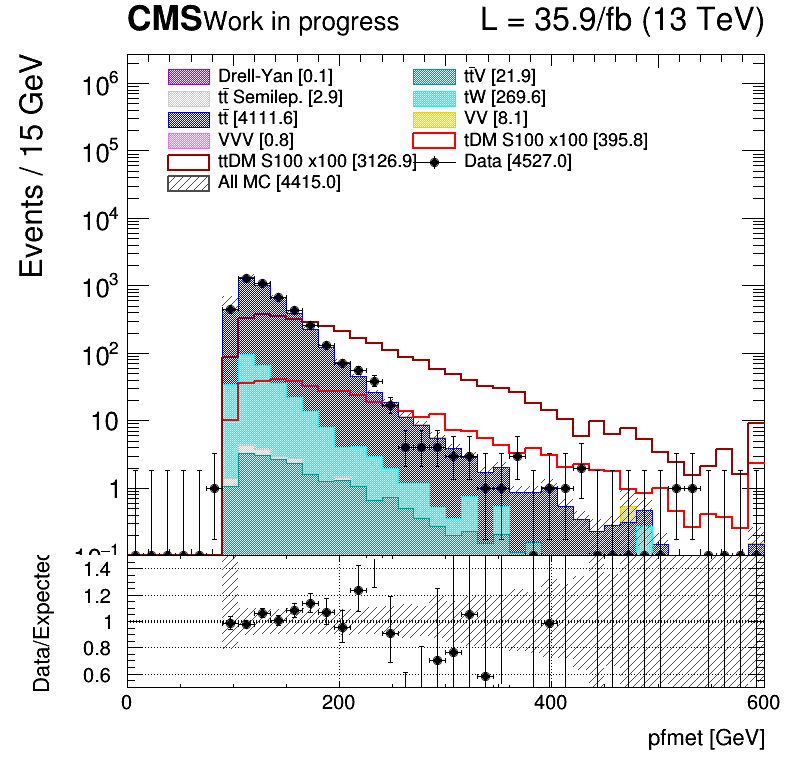 CMS Work in progress L = 35.9/fb (13 TeV)
Events / 15 GeV
10⁶
10⁵
10⁴
10³
10²
10
1
10⁻¹
Drell-Yan [0.1] tt̄V [21.9]
tt̄ Semilep. [2.9] tW [269.6]
tt̄ [4111.6] VV [8.1]
VVV [0.8] tDM S100 x100 [395.8]
ttDM S100 x100 [3126.9] Data [4527.0]
All MC [4415.0]
Data/Expected
1.4
1.2
1
0.8
0.6
0 200 400 600
pfmet [GeV]